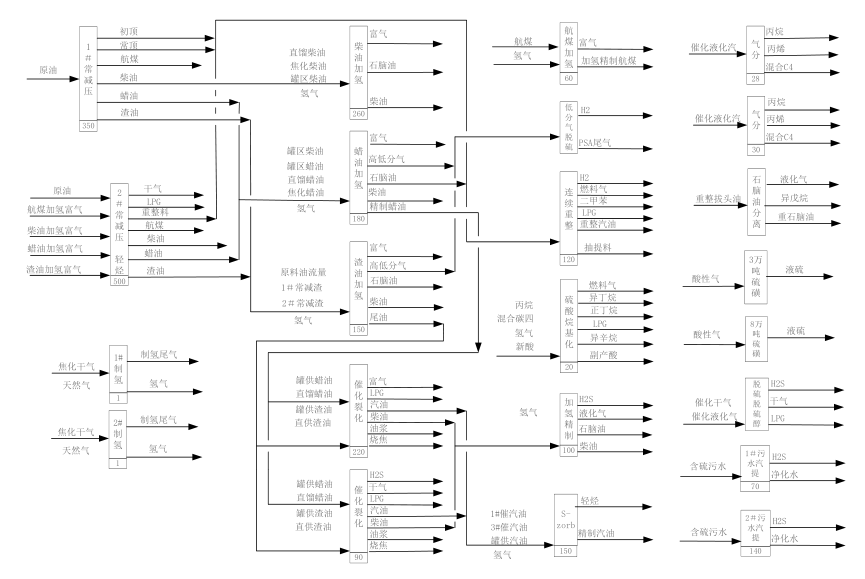 原油
1#常减压
350
初顶
常顶
航煤
柴油
蜡油
渣油
原油
航煤加氢富气
柴油加氢富气
蜡油加氢富气
渣油加氢富气
2#常减压 轻烃
500
干气
LPG
重整料
航煤
柴油
蜡油
渣油
焦化干气
天然气
1#制氢
1
制氢尾气
氢气
焦化干气
天然气
2#制氢
1
制氢尾气
氢气
直馏柴油
焦化柴油
罐区柴油
氢气
柴油加氢
260
富气
石脑油
柴油
罐区柴油
罐区蜡油
直馏蜡油
焦化蜡油
氢气
蜡油加氢
180
富气
高低分气
石脑油
柴油
精制蜡油
原料油流量
1#常减渣
2#常减渣
氢气
渣油加氢
150
富气
高低分气
石脑油
柴油
尾油
罐供蜡油
直馏蜡油
罐供渣油
直供渣油
催化裂化
220
富气
LPG
汽油
柴油
油浆
烧焦
罐供蜡油
直馏蜡油
罐供渣油
直供渣油
催化裂化
90
H2S
干气
LPG
汽油
柴油
油浆
烧焦
航煤
氢气
航煤加氢
60
富气
加氢精制航煤
低分气脱硫
H2
PSA尾气
连续重整
120
H2
燃料气
二甲苯
LPG
重整汽油
抽提料
丙烷
混合碳四
氢气
新酸
硫酸烷基化
20
燃料气
异丁烷
正丁烷
LPG
异辛烷
副产酸
氢气
加氢精制
100
H2S
液化气
石脑油
柴油
1#催汽油
3#催汽油
罐供汽油
氢气
S-zorb
150
轻烃
精制汽油
催化液化汽
气分
28
丙烷
丙烯
混合C4
催化液化汽
气分
30
丙烷
丙烯
混合C4
重整拔头油
石脑油分离
液化气
异戊烷
重石脑油
酸性气
3万吨硫磺
液硫
酸性气
8万吨硫磺
液硫
催化干气
催化液化气
脱硫脱硫醇
H2S
干气
LPG
含硫污水
1#污水汽提
70
H2S
净化水
含硫污水
2#污水汽提
140
H2S
净化水